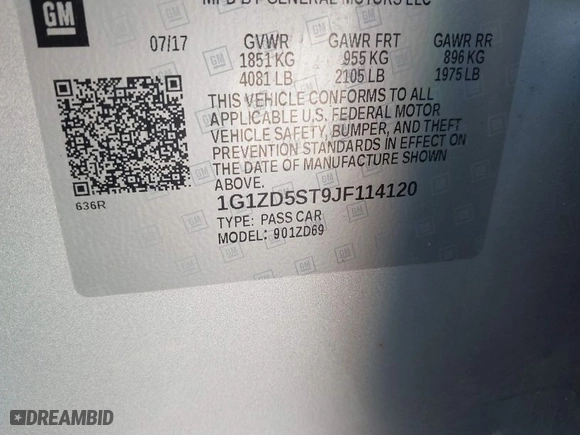 MFD BY GENERAL MOTORS LLC
GM
07/17 GVWR GAWR FRT GAWR RR
1851 KG 955 KG 896 KG
4081 LB 2105 LB 1975 LB
THIS VEHICLE CONFORMS TO ALL
APPLICABLE U.S. FEDERAL MOTOR
VEHICLE SAFETY, BUMPER, AND THEFT
PREVENTION STANDARDS IN EFFECT ON
THE DATE OF MANUFACTURE SHOWN
ABOVE.
636R
1G1ZD5ST9JF114120
TYPE: PASS CAR
MODEL: 901ZD69
DREAMBID